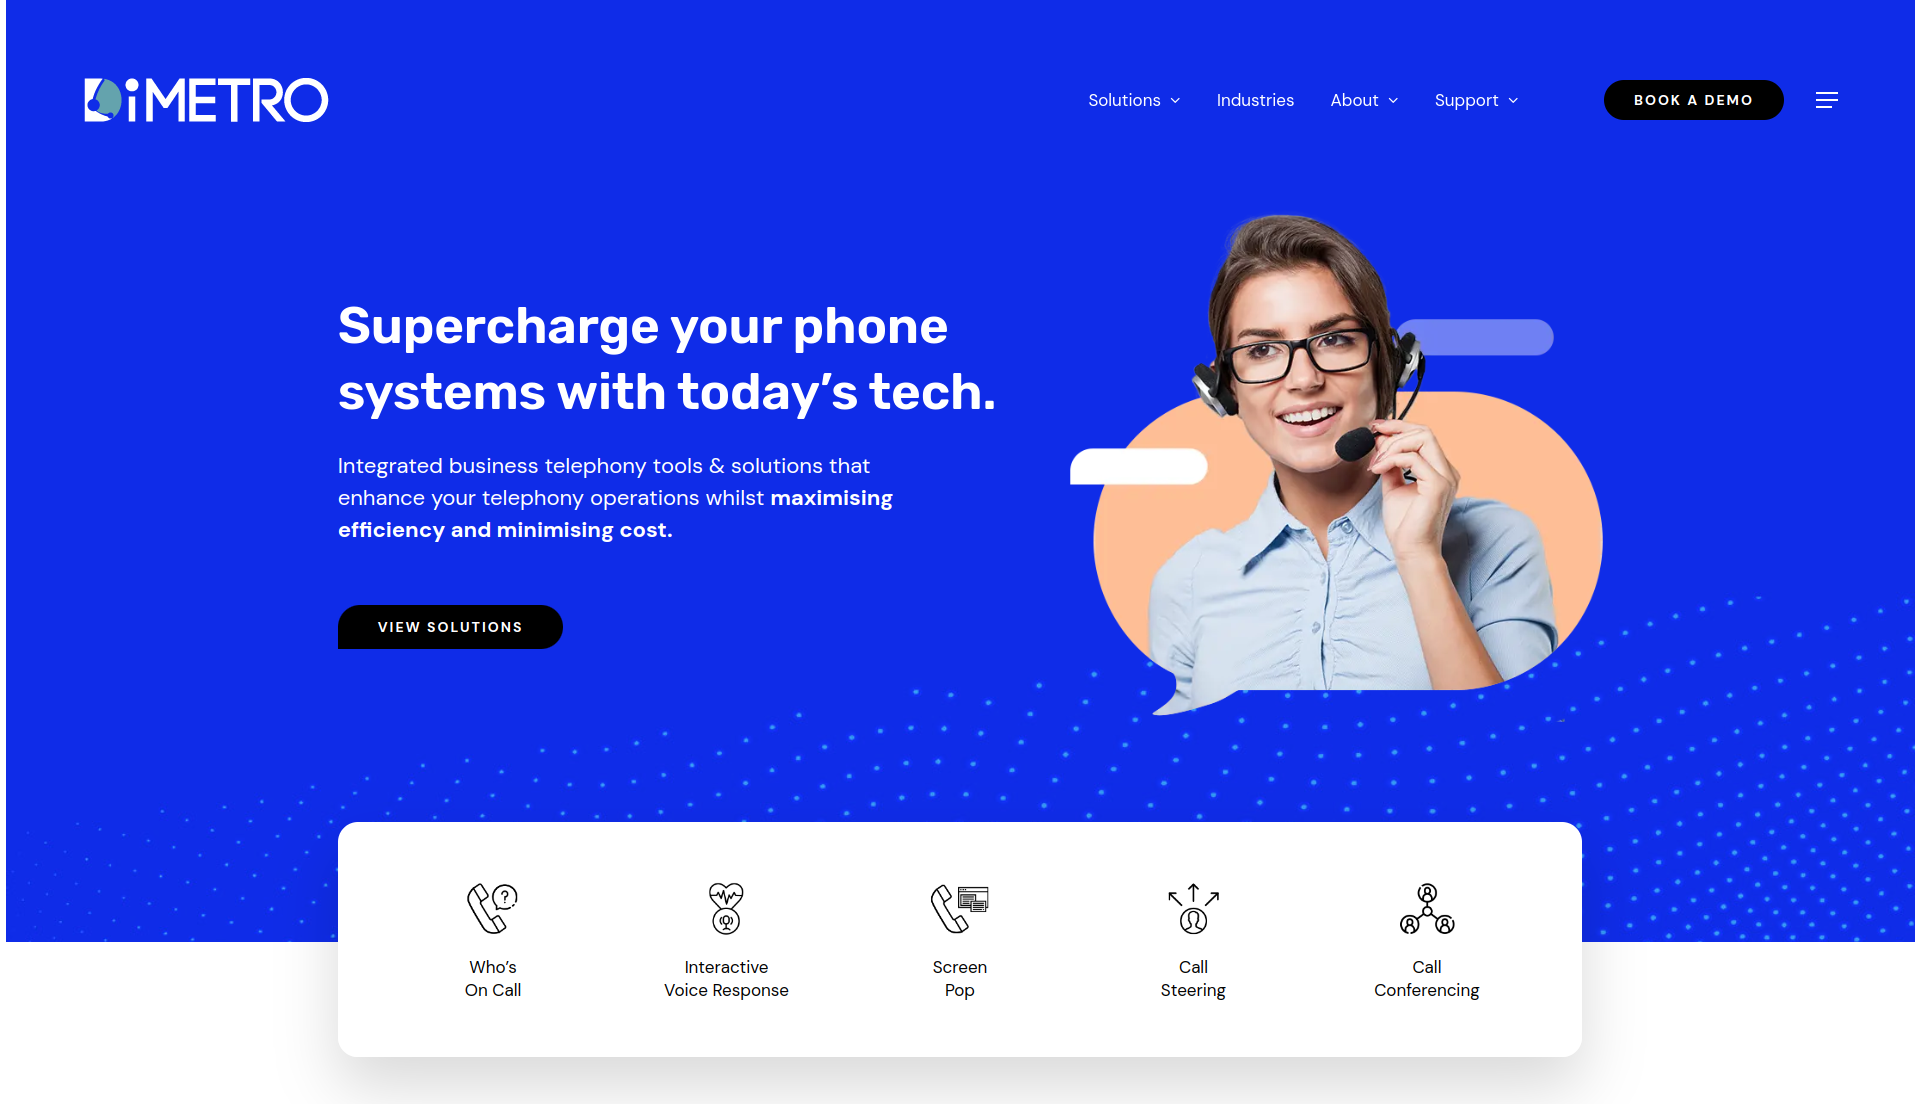 DiMETRO
Solutions
Industries
About
Support
BOOK A DEMO
Supercharge your phone
systems with today’s tech.
Integrated business telephony tools & solutions that
enhance your telephony operations whilst maximising
efficiency and minimising cost.
VIEW SOLUTIONS
Who’s
On Call
Interactive
Voice Response
Screen
Pop
Call
Steering
Call
Conferencing